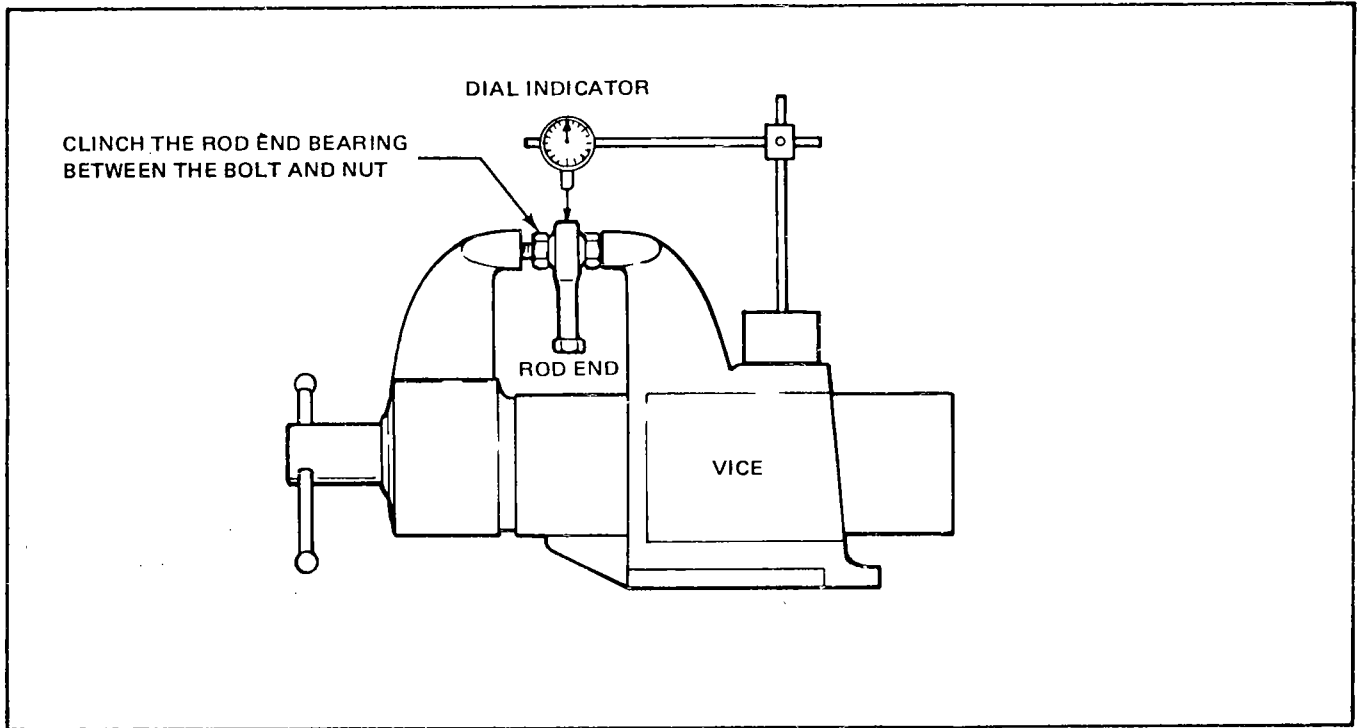 DIAL INDICATOR
CLINCH THE ROD END BEARING
BETWEEN THE BOLT AND NUT
ROD END
VICE